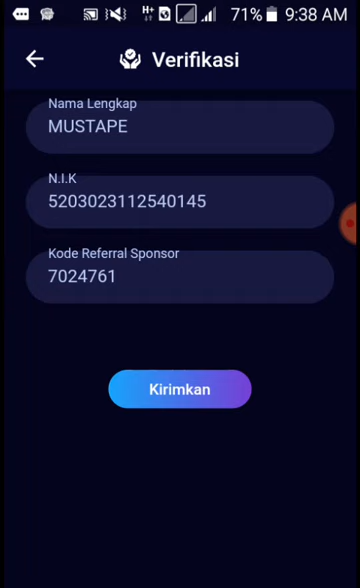 H+ 71% 9:38 AM
Verifikasi
Nama Lengkap
MUSTAPE
N.I.K
5203023112540145
Kode Referral Sponsor
7024761
Kirimkan